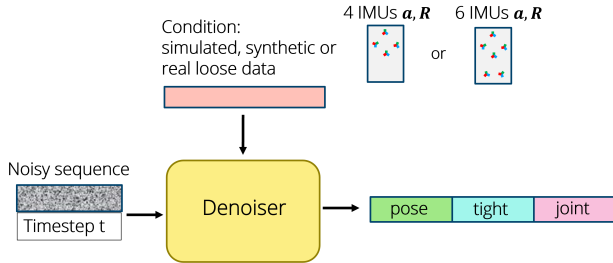 4 IMUs a, R
6 IMUs a, R
Condition:
simulated, synthetic or
real loose data
or
Noisy sequence
Timestep t
Denoiser
pose
tight
joint